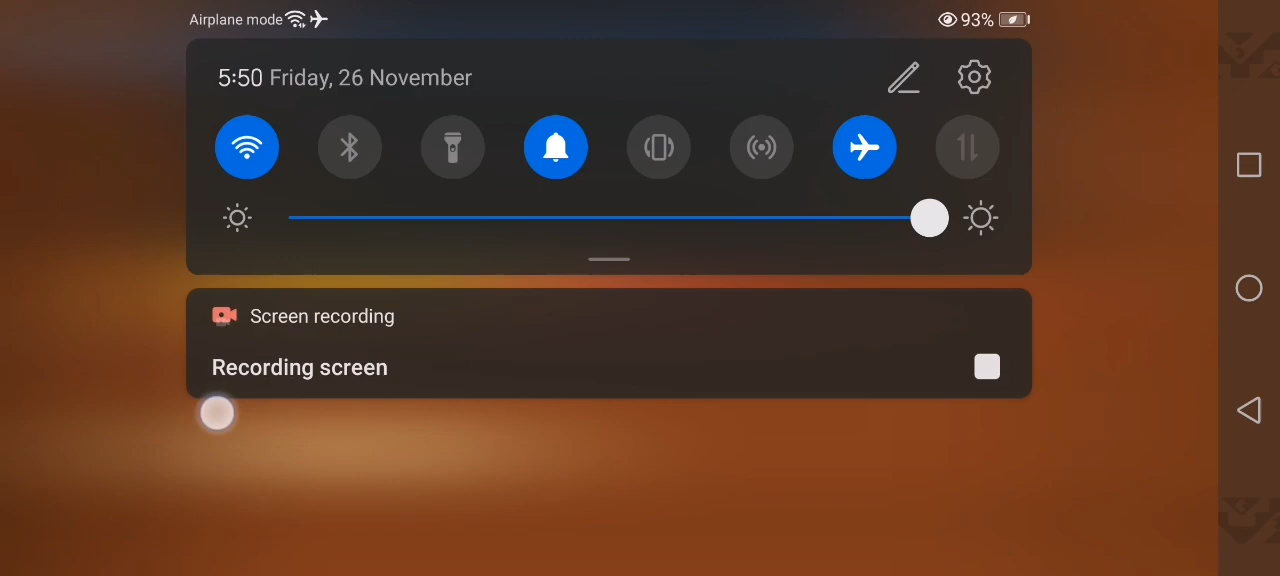 Airplane mode 93%
5:50 Friday, 26 November
Screen recording
Recording screen